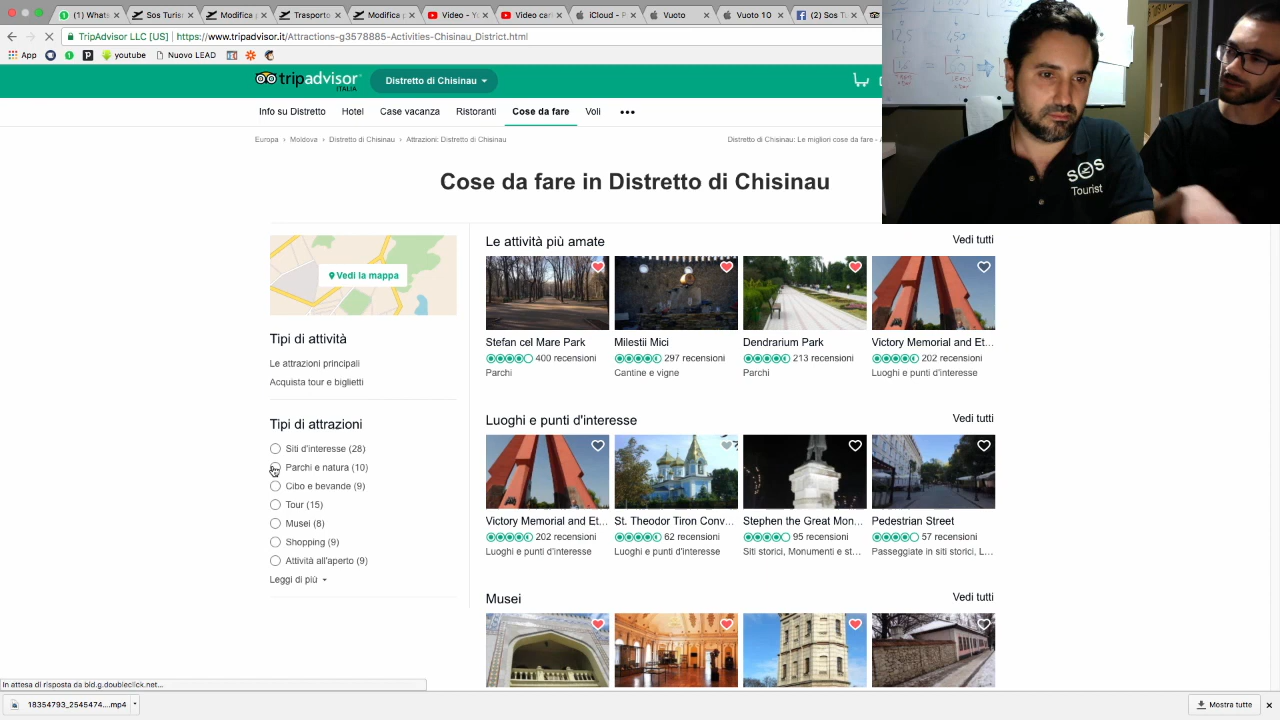 (5) Ass
Vuoto T
Vuoto 1
Vuoto 5
iCloud -
Vuoto S
Vuoto 1
(2) Sos Tu
TripAdvisor LLC [US] | https://www.tripadvisor.it/Attractions-g3578885-Activities-Chisinau_District.html
App youtube Nuovo LEAD
tripadvisor®
ITALIA
Distretto di Chisinau
Info su Distretto Hotel Case vacanza Ristoranti Cose da fare Voli •••
Europa › Moldova › Distretto di Chisinau › Attrazioni: Distretto di Chisinau
Distretto di Chisinau: Le migliori cose da fare -
Cose da fare in Distretto di Chisinau
Vedi la mappa
Tipi di attività
Le attrazioni principali
Acquista tour e biglietti
Tipi di attrazioni
Siti d'interesse (28)
Parchi e natura (10)
Cibo e bevande (9)
Tour (15)
Musei (8)
Shopping (9)
Attività all'aperto (9)
Leggi di più
Le attività più amate Vedi tutti
Stefan cel Mare Park Milestii Mici Dendrarium Park Victory Memorial and Et...
400 recensioni 297 recensioni 213 recensioni 202 recensioni
Parchi Cantine e vigne Parchi Luoghi e punti d'interesse
Luoghi e punti d'interesse Vedi tutti
Victory Memorial and Et... St. Theodor Tiron Conv... Stephen the Great Mon... Pedestrian Street
202 recensioni 62 recensioni 95 recensioni 57 recensioni
Luoghi e punti d'interesse Luoghi e punti d'interesse Siti storici, Monumenti e st... Passeggiate in siti storici, L...
Musei Vedi tutti
In attesa di risposta da bid.g.doubleclick.net...
18354793_2545474....mp4
Mostra tutte
SOS
Tourist